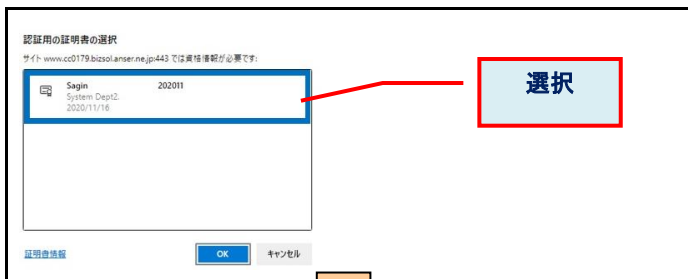 認証用の証明書の選択
サイト www.cc0179.bizsol.anser.ne.jp:443 では資格情報が必要です:
Sagin 202011
System Dept2.
2020/11/16
選択
証明書情報
OK
キャンセル